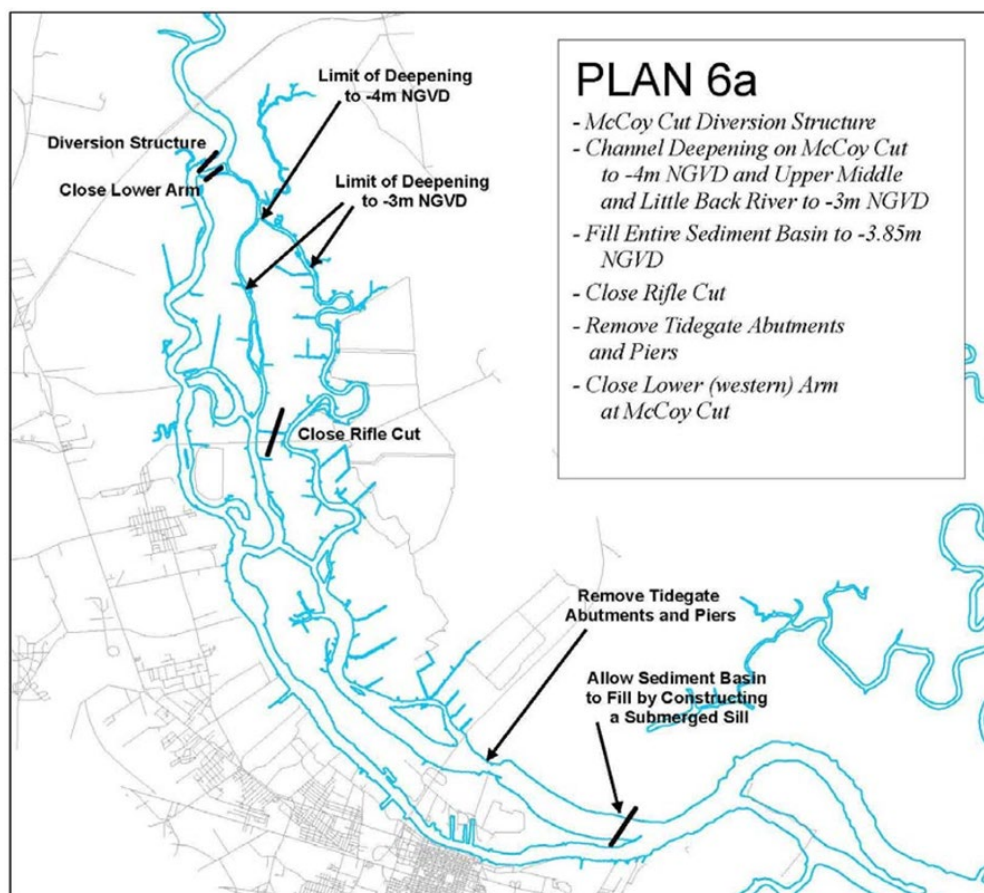 Limit of Deepening
to -4m NGVD
Diversion Structure
Close Lower Arm
Limit of Deepening
to -3m NGVD
Close Rifle Cut
Remove Tidegate
Abutments and Piers
Allow Sediment Basin
to Fill by Constructing
a Submerged Sill
PLAN 6a
- McCoy Cut Diversion Structure
- Channel Deepening on McCoy Cut
to -4m NGVD and Upper Middle
and Little Back River to -3m NGVD
- Fill Entire Sediment Basin to -3.85m
NGVD
- Close Rifle Cut
- Remove Tidegate Abutments
and Piers
- Close Lower (western) Arm
at McCoy Cut